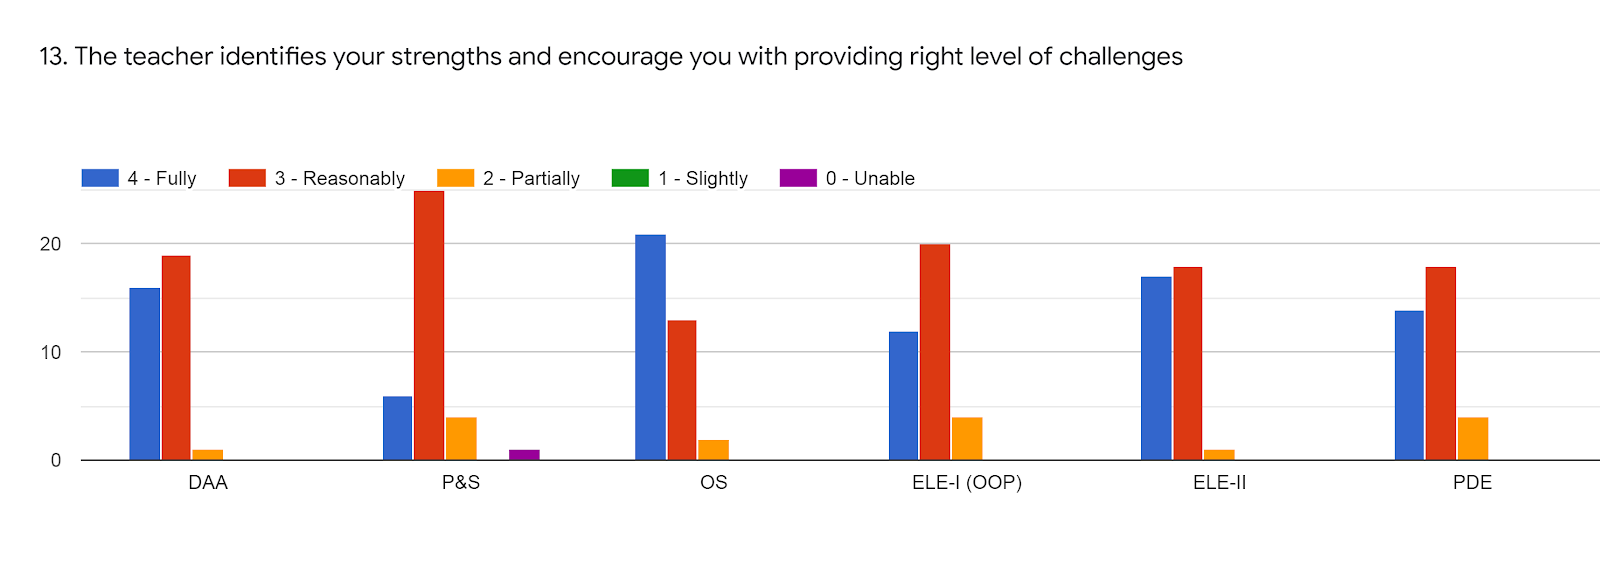 13. The teacher identifies your strengths and encourage you with providing right level of challenges
4 - Fully 3 - Reasonably 2 - Partially 1 - Slightly 0 - Unable
20
10
0
DAA P&S OS ELE-I (OOP) ELE-II PDE